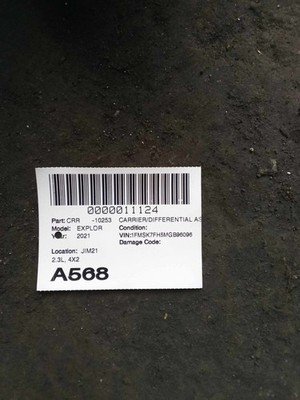 0000011124
Part: CRR -10253 CARRIER/DIFFERENTIAL AS
Model: EXPLOR Condition:
Year: 2021 VIN:1FMSK7FH5MGB96096
Damage Code:
Location: JIM21
2.3L, 4X2
A568